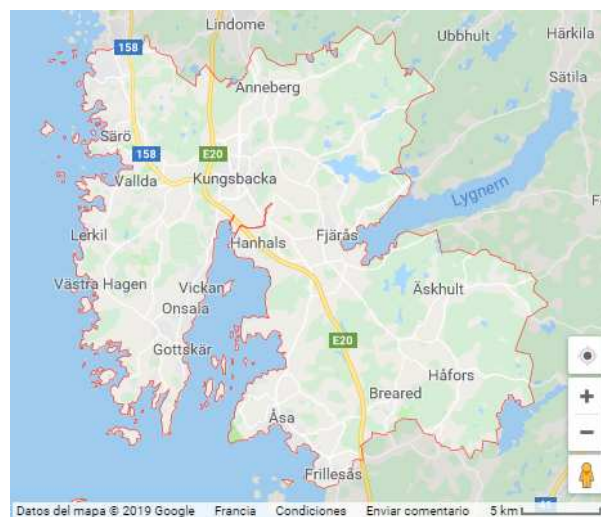 Lindome
Ubbhult
Härkila
158
Sätila
Anneberg
Särö
158
E20
Vallda
Kungsbacka
Lygnern
Lerkil
Hanhals
Fjärås
Västra Hagen
Vickan
Äskhult
Onsala
Gottskär
E20
Håfors
Breared
Åsa
Frillesås
Datos del mapa © 2019 Google Francia Condiciones Enviar comentario 5 km